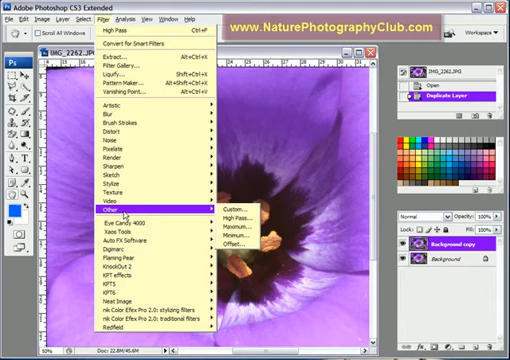 Adobe Photoshop CS3 Extended
File Edit Image Layer Select Filter Analysis View Window Help
www.NaturePhotographyClub.com
Scroll All Windows
Workspace
IMG_2262.JPG
High Pass Ctrl+F
Convert for Smart Filters
Extract... Alt+Ctrl+X
Filter Gallery...
Liquify... Shift+Ctrl+X
Pattern Maker... Alt+Shift+Ctrl+X
Vanishing Point... Alt+Ctrl+V
Artistic
Blur
Brush Strokes
Distort
Noise
Pixelate
Render
Sharpen
Sketch
Stylize
Texture
Video
Other
Eye Candy 4000
Xaos Tools
Auto FX Software
Digimarc
Flaming Pear
KnockOut 2
KPT effects
KPT5
KPT6
Neat Image
nik Color Efex Pro 2.0: stylizing filters
nik Color Efex Pro 2.0: traditional filters
Redfield
Custom...
High Pass...
Maximum...
Minimum...
Offset...
IMG_2262.JPG
Open
Duplicate Layer
Normal Opacity: 100%
Lock: Fill: 100%
Background copy
Background
50% Doc: 22.8M/45.6M